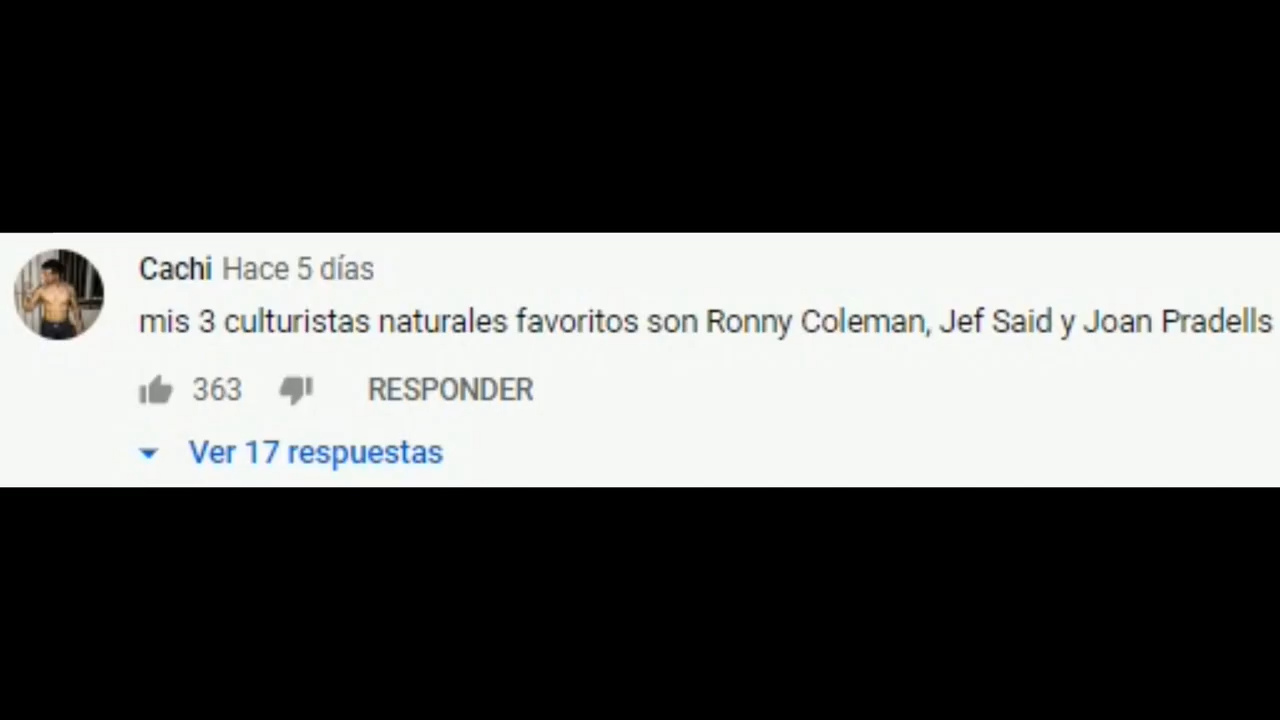 Cachi Hace 5 días
mis 3 culturistas naturales favoritos son Ronny Coleman, Jef Said y Joan Pradells
363 RESPONDER
Ver 17 respuestas